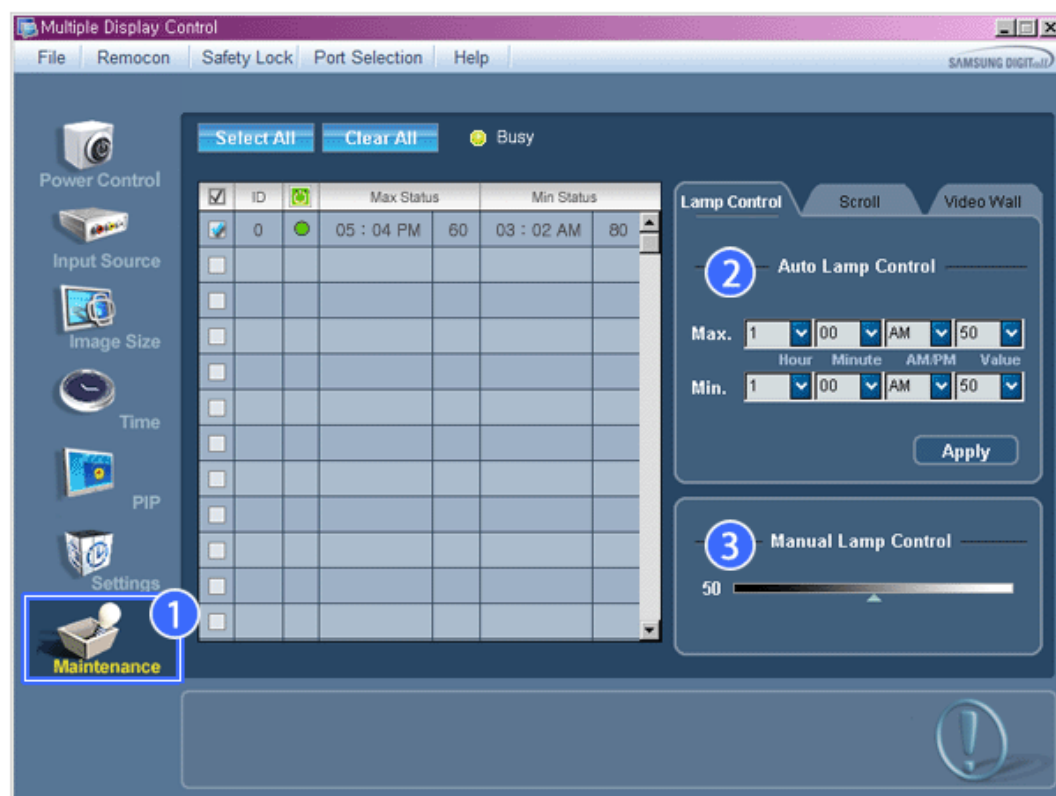 Multiple Display Control
File Remocon Safety Lock Port Selection Help
SAMSUNG DIGITall
Select All Clear All Busy
Power Control
Input Source
Image Size
Time
PIP
Settings
1
Maintenance
ID Max Status Min Status
0 05 : 04 PM 60 03 : 02 AM 80
Lamp Control Scroll Video Wall
2 Auto Lamp Control
Max. 1 00 AM 50
Hour Minute AM/PM Value
Min. 1 00 AM 50
Apply
3 Manual Lamp Control
50